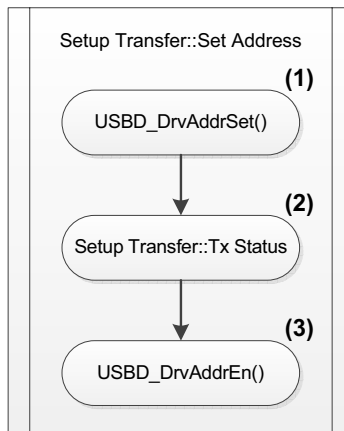 Setup Transfer::Set Address
(1)
USBD_DrvAddrSet()
(2)
Setup Transfer::Tx Status
(3)
USBD_DrvAddrEn()